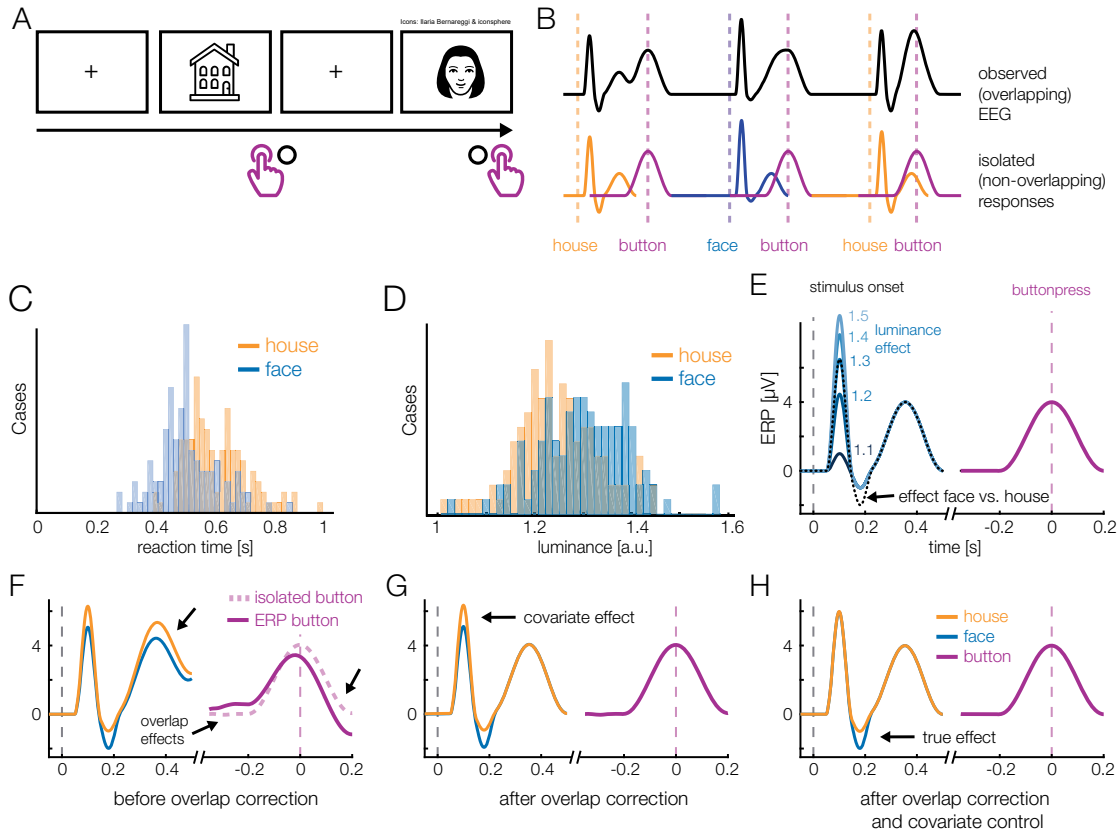 A
Icons: Ilaria Bernareggi & iconsphere
+
+
B
observed
(overlapping)
EEG
isolated
(non-overlapping)
responses
house
button
face
button
house
button
C
house
face
Cases
0
0.2
0.4
0.6
0.8
1
reaction time [s]
D
house
face
Cases
1
1.2
1.4
1.6
luminance [a.u.]
E
stimulus onset
buttonpress
1.5
1.4
1.3
1.2
1.1
luminance
effect
ERP [µV]
4
0
effect face vs. house
0
0.2
0.4
-0.2
0
0.2
time [s]
F
isolated button
ERP button
4
0
overlap
effects
0
0.2
0.4
-0.2
0
0.2
before overlap correction
G
covariate effect
4
0
0
0.2
0.4
-0.2
0
0.2
after overlap correction
H
house
face
button
4
0
true effect
0
0.2
0.4
-0.2
0
0.2
after overlap correction
and covariate control